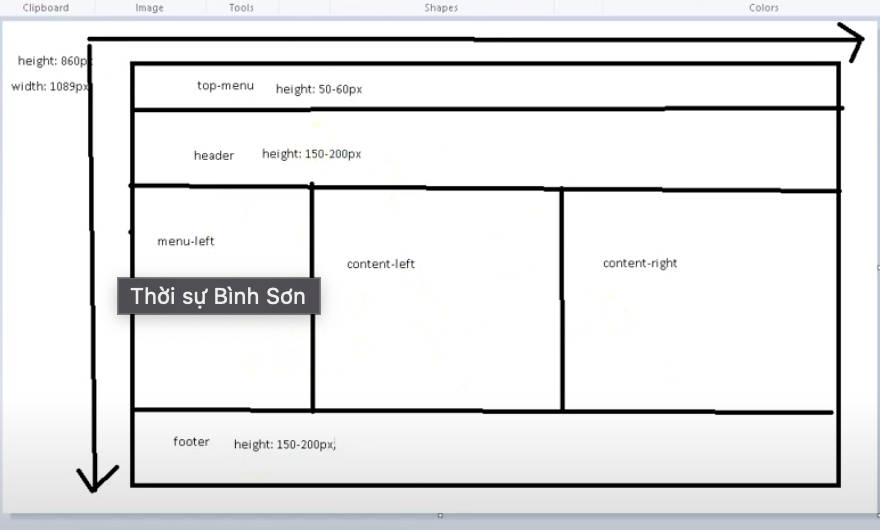 Clipboard Image Tools Shapes Colors
height: 860p
width: 1089px
top-menu height: 50-60px
header height: 150-200px
menu-left
content-left
content-right
Thời sự Bình Sơn
footer height: 150-200px;